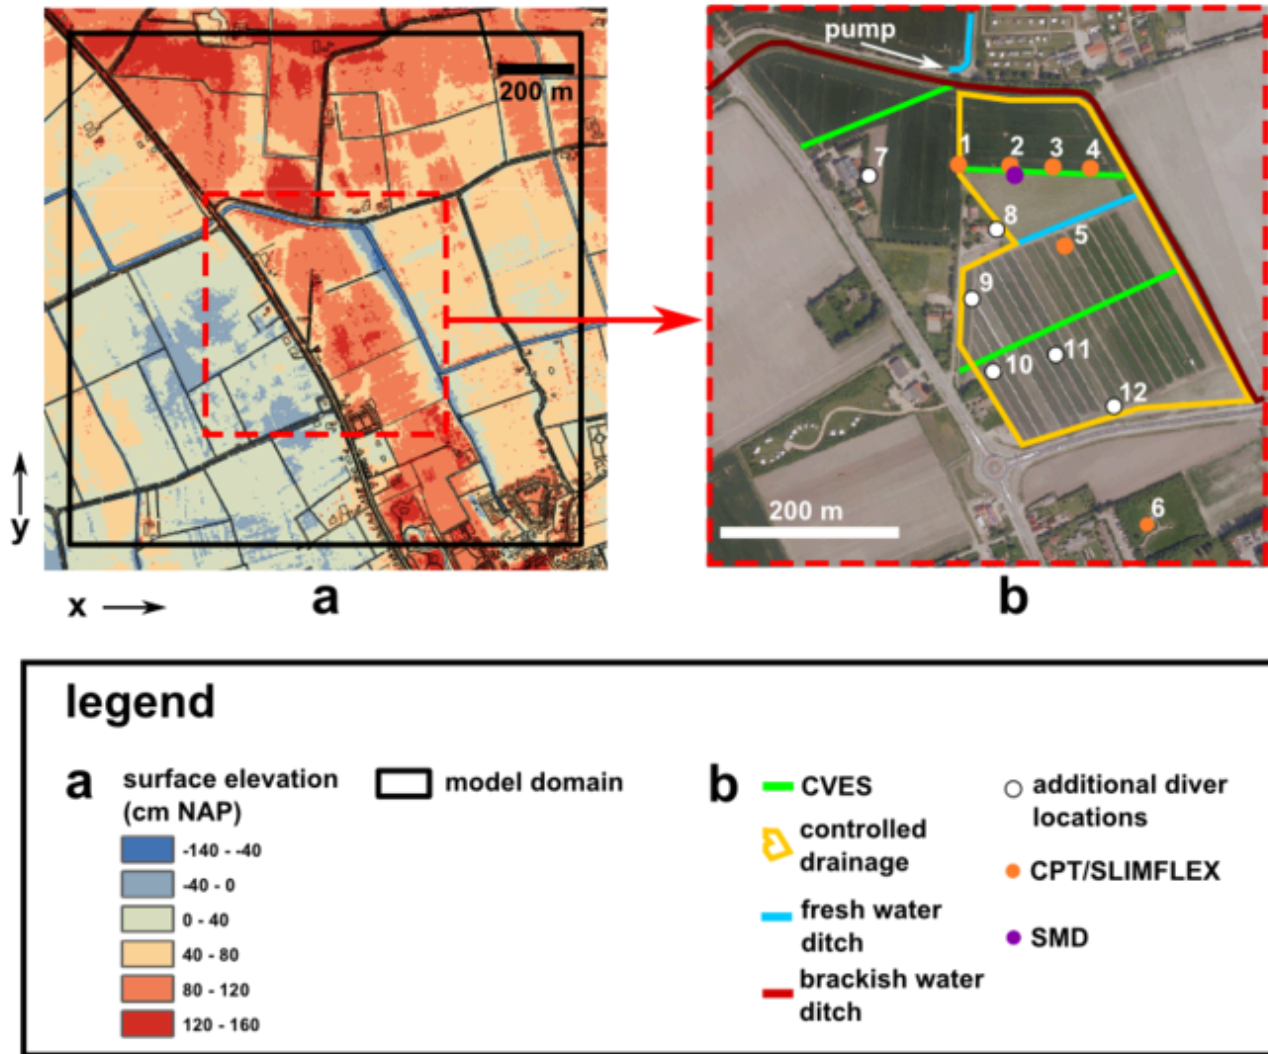 200 m
y
x
a
pump
1
2
3
4
7
8
5
9
10
11
12
6
200 m
b
legend
a
surface elevation
(cm NAP)
-140 - -40
-40 - 0
0 - 40
40 - 80
80 - 120
120 - 160
model domain
b
CVES
controlled
drainage
fresh water
ditch
brackish water
ditch
additional diver
locations
CPT/SLIMFLEX
SMD